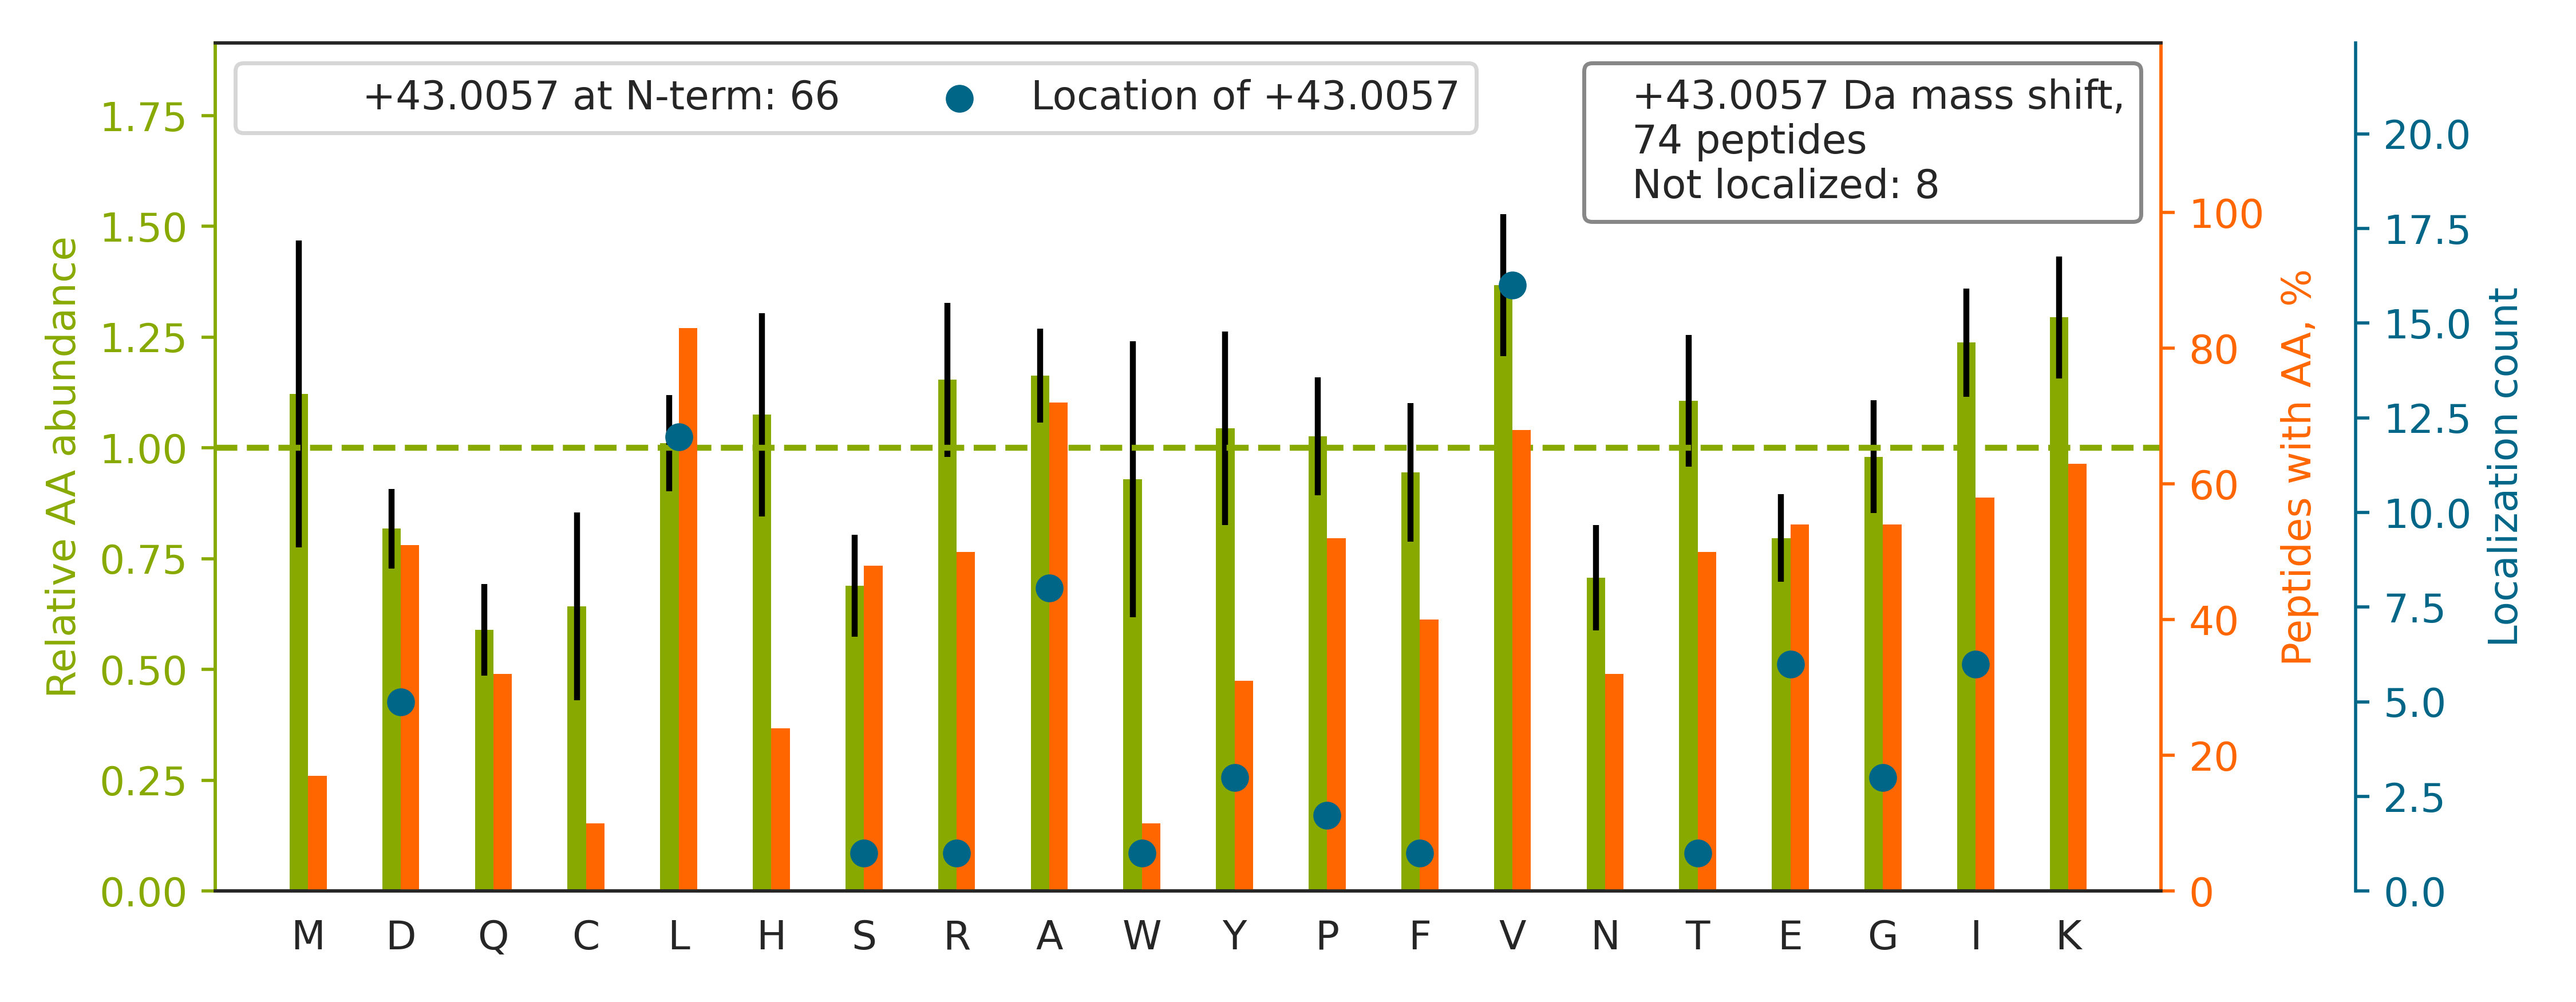 +43.0057 at N-term: 66
Location of +43.0057
+43.0057 Da mass shift,
74 peptides
Not localized: 8
Relative AA abundance
1.75
1.50
1.25
1.00
0.75
0.50
0.25
0.00
M D Q C L H S R A W Y P F V N T E G I K
100
80
60
40
20
0
Peptides with AA, %
20.0
17.5
15.0
12.5
10.0
7.5
5.0
2.5
0.0
Localization count